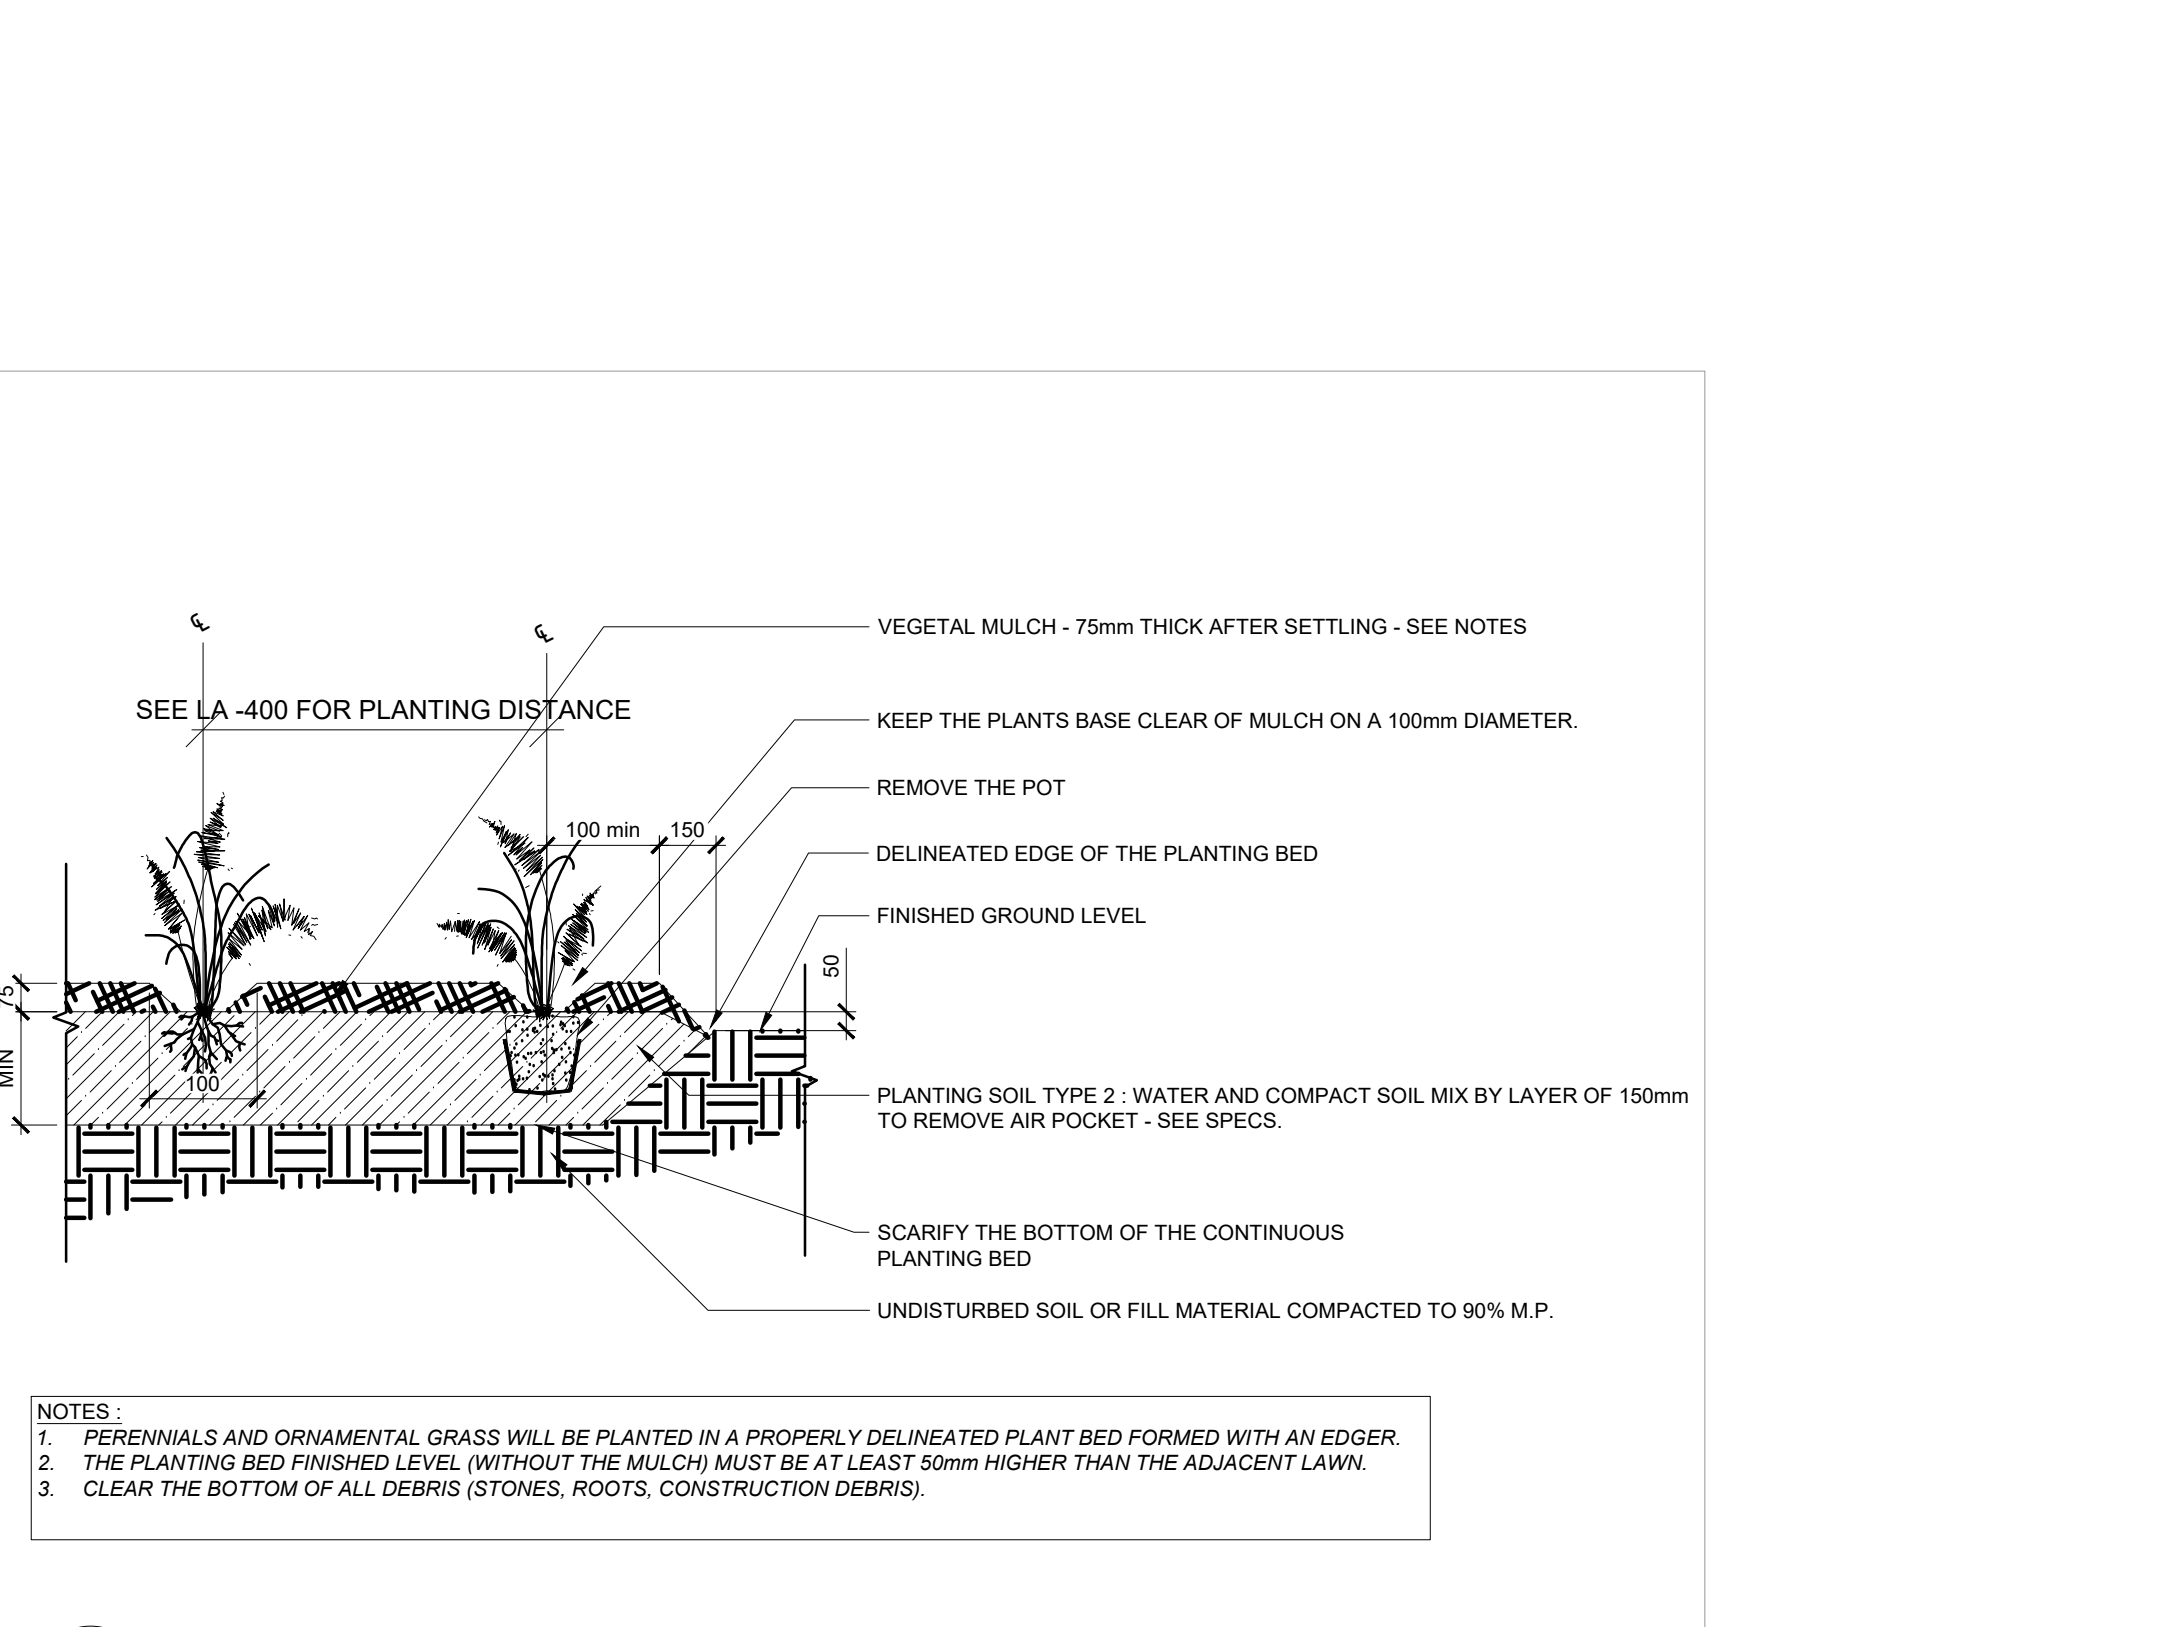 ℄
℄
VEGETAL MULCH - 75mm THICK AFTER SETTLING - SEE NOTES
SEE LA -400 FOR PLANTING DISTANCE
KEEP THE PLANTS BASE CLEAR OF MULCH ON A 100mm DIAMETER.
REMOVE THE POT
100 min
150
DELINEATED EDGE OF THE PLANTING BED
FINISHED GROUND LEVEL
50
75
MIN
100
PLANTING SOIL TYPE 2 : WATER AND COMPACT SOIL MIX BY LAYER OF 150mm
TO REMOVE AIR POCKET - SEE SPECS.
SCARIFY THE BOTTOM OF THE CONTINUOUS
PLANTING BED
UNDISTURBED SOIL OR FILL MATERIAL COMPACTED TO 90% M.P.
NOTES :
1. PERENNIALS AND ORNAMENTAL GRASS WILL BE PLANTED IN A PROPERLY DELINEATED PLANT BED FORMED WITH AN EDGER.
2. THE PLANTING BED FINISHED LEVEL (WITHOUT THE MULCH) MUST BE AT LEAST 50mm HIGHER THAN THE ADJACENT LAWN.
3. CLEAR THE BOTTOM OF ALL DEBRIS (STONES, ROOTS, CONSTRUCTION DEBRIS).